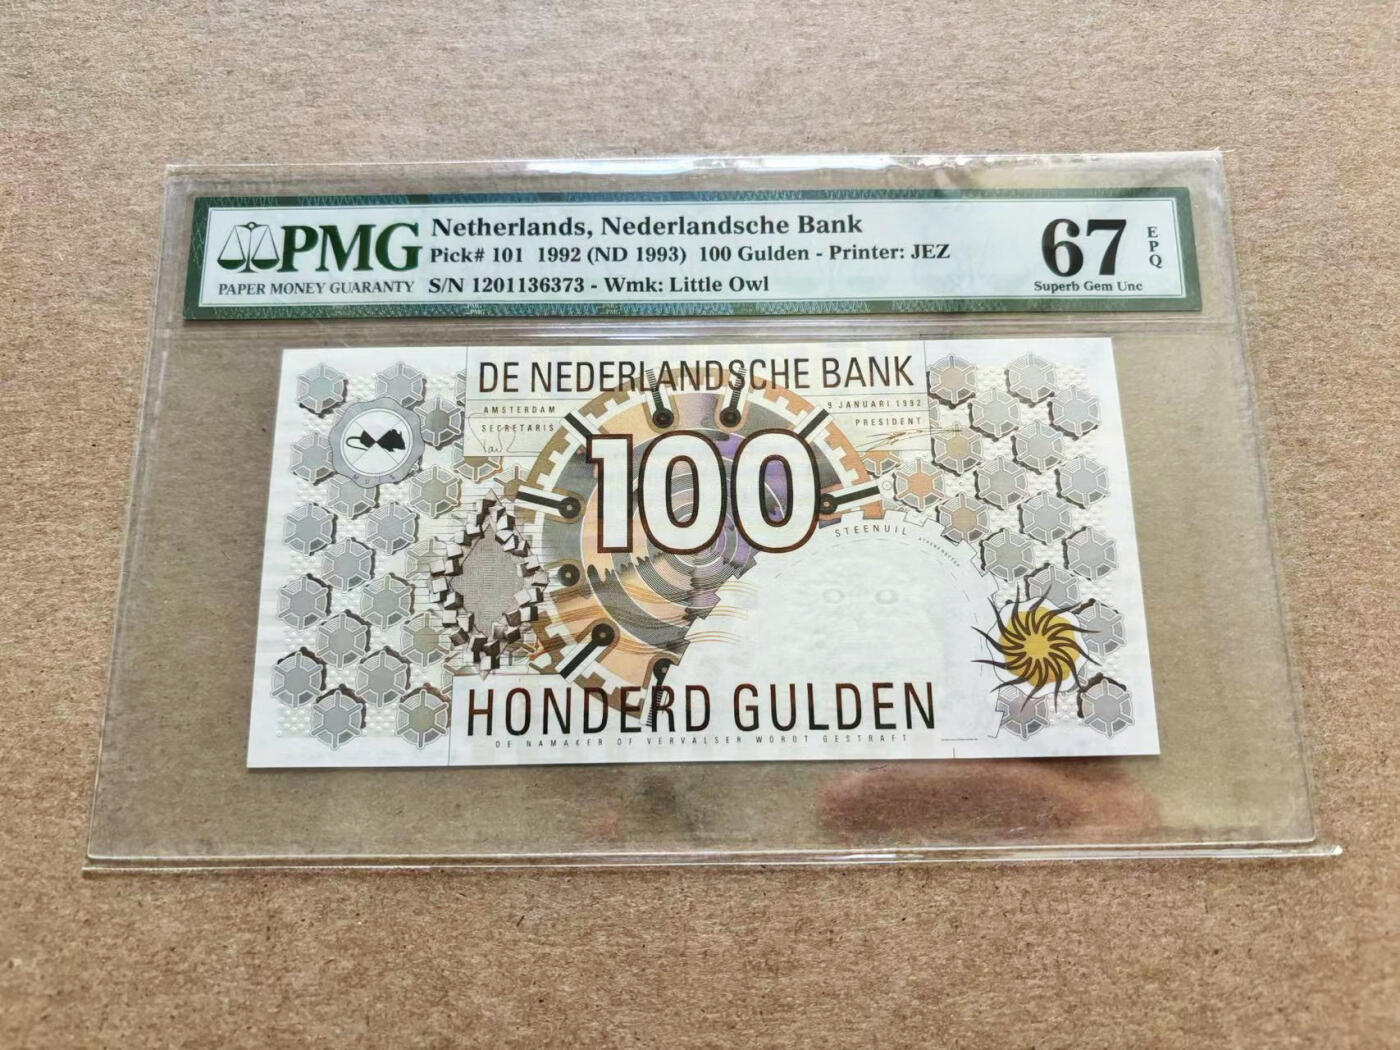 PMG
PAPER MONEY GUARANTY
Netherlands, Nederlandsche Bank
Pick# 101 1992 (ND 1993) 100 Gulden - Printer: JEZ
S/N 1201136373 - Wmk: Little Owl
67
EPQ
Superb Gem Unc
DE NEDERLANDSCHE BANK
AMSTERDAM
9 JANUARI 1992
SECRETARIS
PRESIDENT
100
STEENUIL
HONDERD GULDEN
DE NAMAKER OF VERVALSER WORDT GESTRAFT